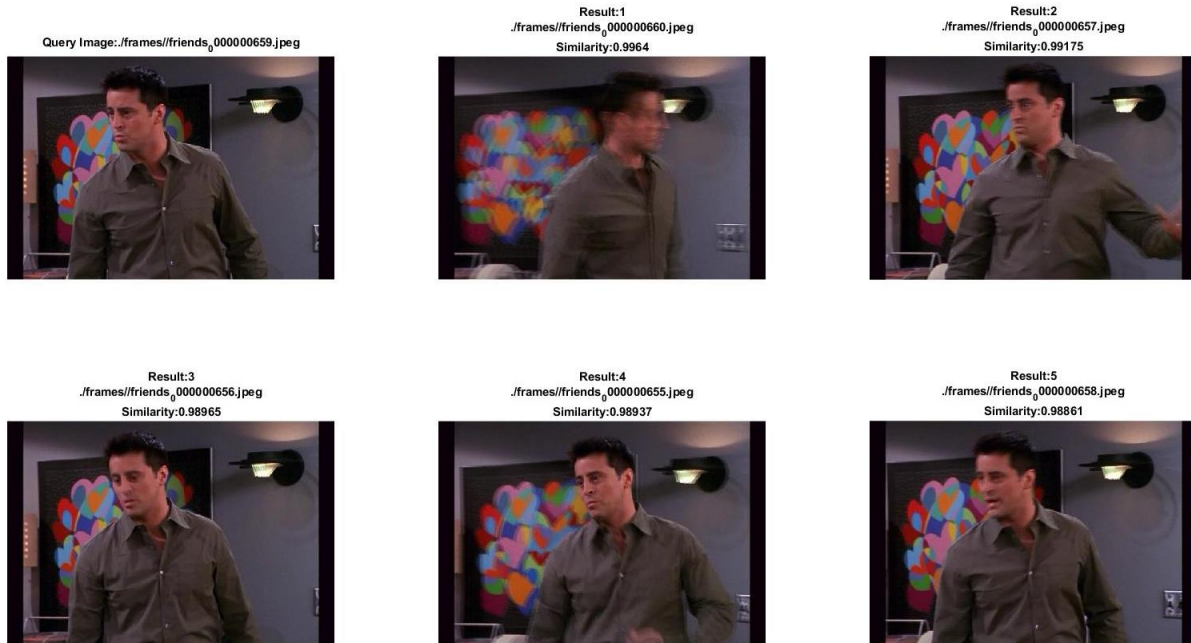 Query Image:./frames//friends_0000000659.jpeg
Result:1
./frames//friends_0000000660.jpeg
Similarity:0.9964
Result:2
./frames//friends_0000000657.jpeg
Similarity:0.99175
Result:3
./frames//friends_0000000656.jpeg
Similarity:0.98965
Result:4
./frames//friends_0000000655.jpeg
Similarity:0.98937
Result:5
./frames//friends_0000000658.jpeg
Similarity:0.98861